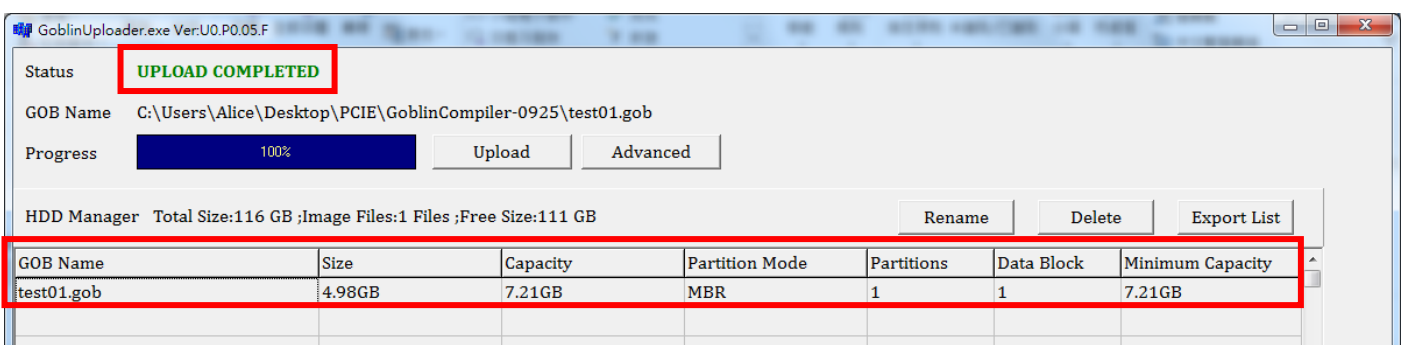 GoblinUploader.exe Ver:U0.P0.05.F
Status UPLOAD COMPLETED
GOB Name C:\Users\Alice\Desktop\PCIE\GoblinCompiler-0925\test01.gob
Progress 100% Upload Advanced
HDD Manager Total Size:116 GB ;Image Files:1 Files ;Free Size:111 GB Rename Delete Export List
GOB Name Size Capacity Partition Mode Partitions Data Block Minimum Capacity
test01.gob 4.98GB 7.21GB MBR 1 1 7.21GB